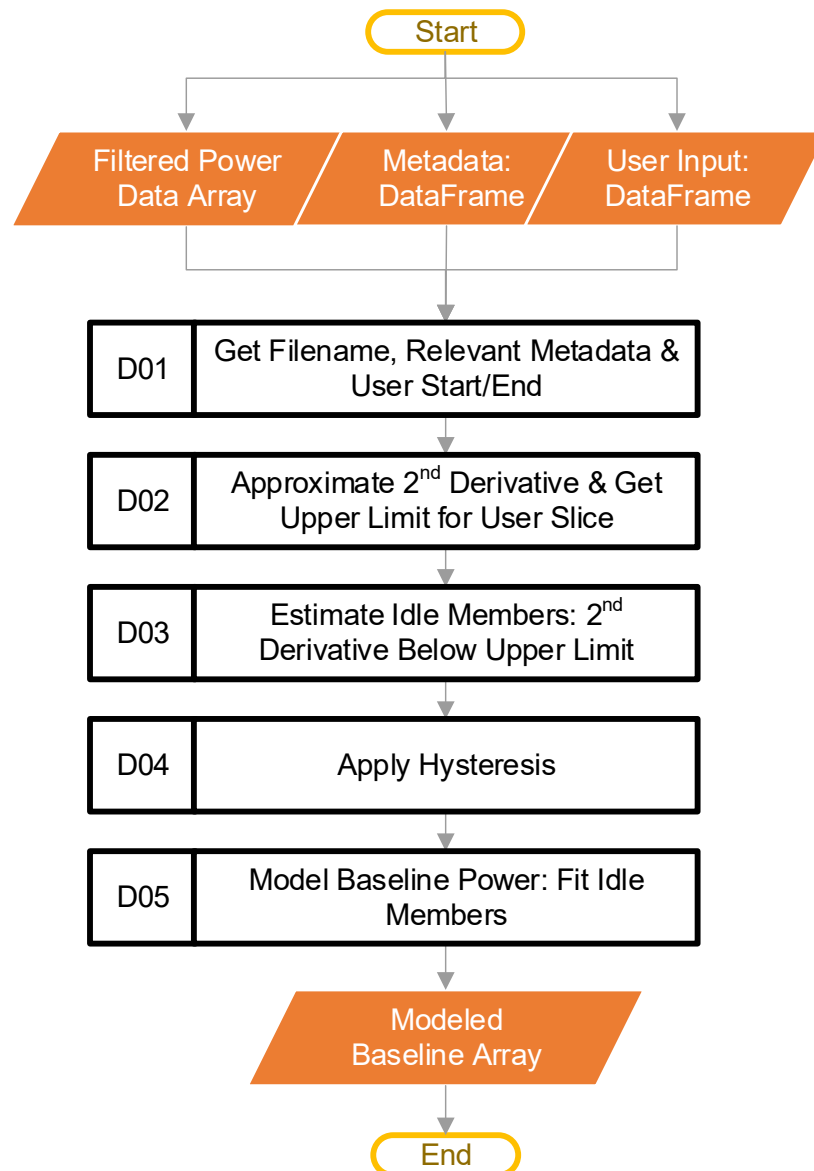 Start
Filtered Power
Data Array
Metadata:
DataFrame
User Input:
DataFrame
D01
Get Filename, Relevant Metadata &
User Start/End
D02
Approximate 2nd Derivative & Get
Upper Limit for User Slice
D03
Estimate Idle Members: 2nd
Derivative Below Upper Limit
D04
Apply Hysteresis
D05
Model Baseline Power: Fit Idle
Members
Modeled
Baseline Array
End